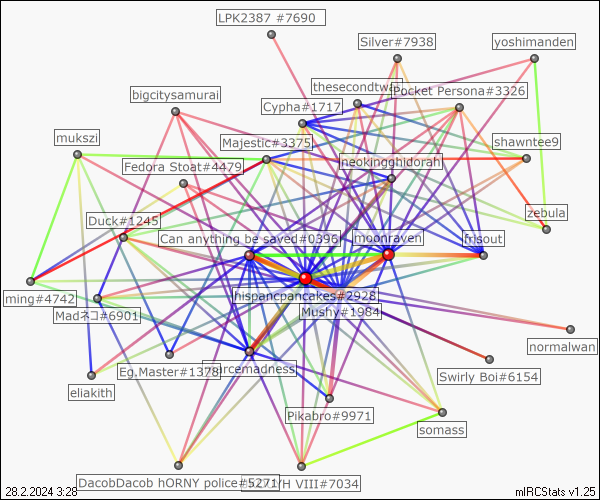 LPK2387 #7690
Silver#7938
yoshimanden
thesecondtwin
Pocket Persona#3326
bigcitysamurai
Cypha#1717
mukszi
Majestic#3375
shawntee9
Fedora Stoat#4479
neokingghidorah
Duck#1245
zebula
Can anything be saved#0396
moonraven
frisout
ming#4742
hispanicpancakes#2928
Madネコ#6901
Mushy#1984
normalwan
Eg,Master#1378
forcemadness
Swirly Boi#6154
eliakith
Pikabro#9971
somass
DacobDacob hORNY police#5271
VIII#7034
28.2.2024 3:28
mIRCStats v1.25